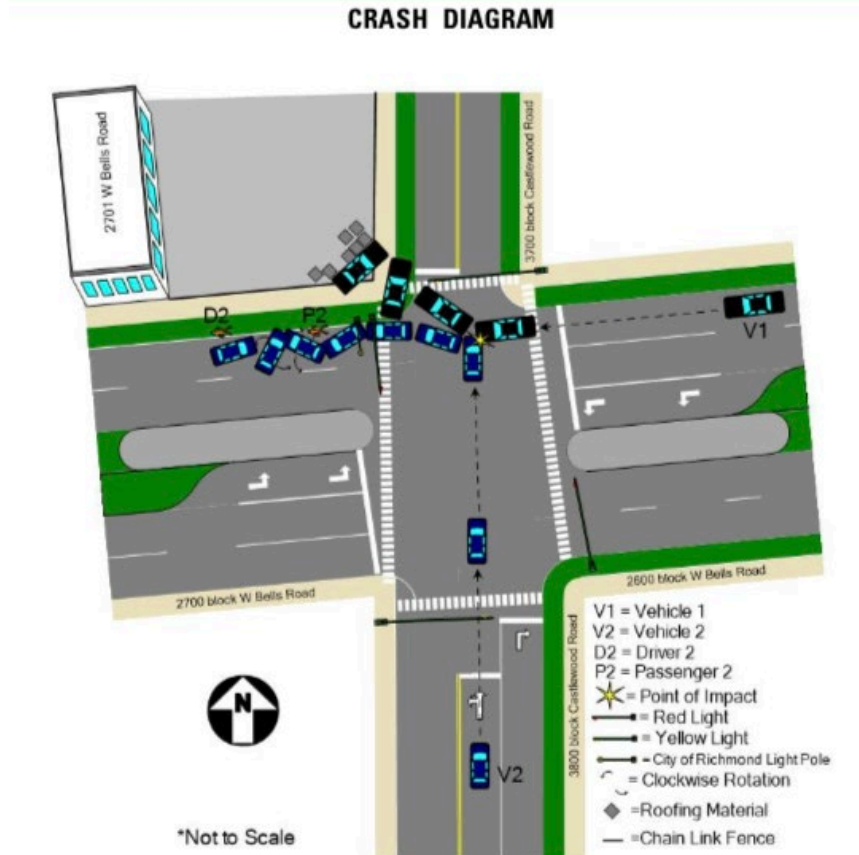 CRASH DIAGRAM
2701 W Bells Road
3700 block Castlewood Road
D2
P2
V1
2700 block W Bells Road
2600 block W Bells Road
3800 block Castlewood Road
V2
N
*Not to Scale
V1 = Vehicle 1
V2 = Vehicle 2
D2 = Driver 2
P2 = Passenger 2
= Point of Impact
= Red Light
= Yellow Light
= City of Richmond Light Pole
= Clockwise Rotation
=Roofing Material
=Chain Link Fence